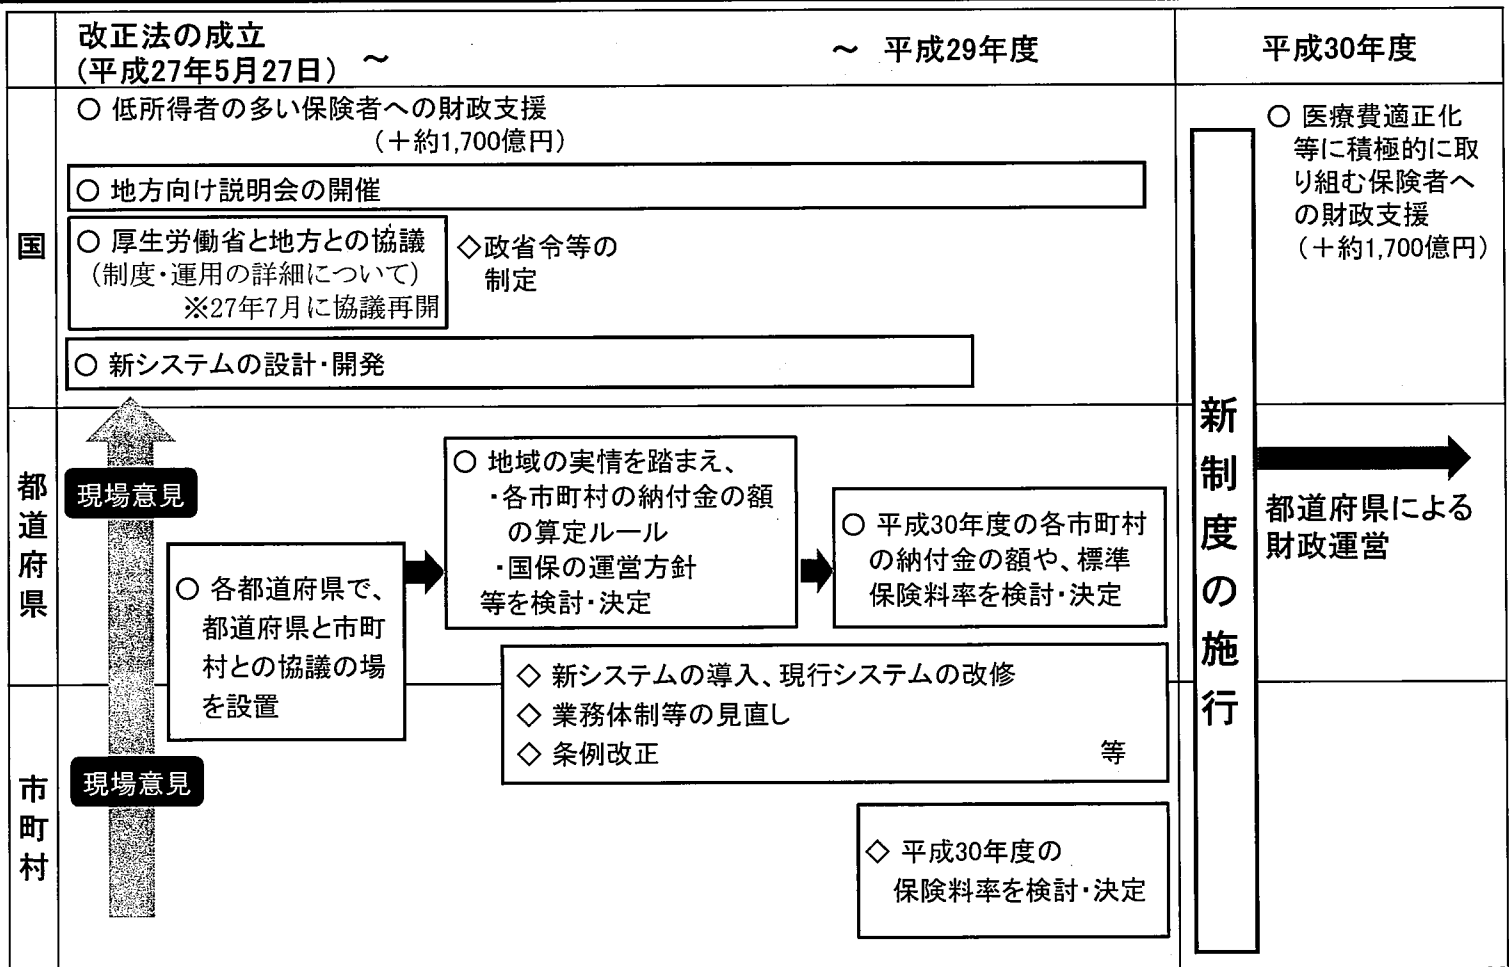 改正法の成立
(平成27年5月27日) ～
～ 平成29年度
平成30年度
国
○ 低所得者の多い保険者への財政支援
(＋約1,700億円)
○ 地方向け説明会の開催
○ 厚生労働省と地方との協議
(制度・運用の詳細について)
※27年7月に協議再開
◇政省令等の
制定
○ 新システムの設計・開発
○ 医療費適正化
等に積極的に取
り組む保険者へ
の財政支援
(＋約1,700億円)
都道府県
現場意見
○ 各都道府県で、
都道府県と市町
村との協議の場
を設置
○ 地域の実情を踏まえ、
・各市町村の納付金の額
の算定ルール
・国保の運営方針
等を検討・決定
○ 平成30年度の各市町村
の納付金の額や、標準
保険料率を検討・決定
新制度の施行
都道府県による
財政運営
◇ 新システムの導入、現行システムの改修
◇ 業務体制等の見直し
◇ 条例改正 等
市町村
現場意見
◇ 平成30年度の
保険料率を検討・決定